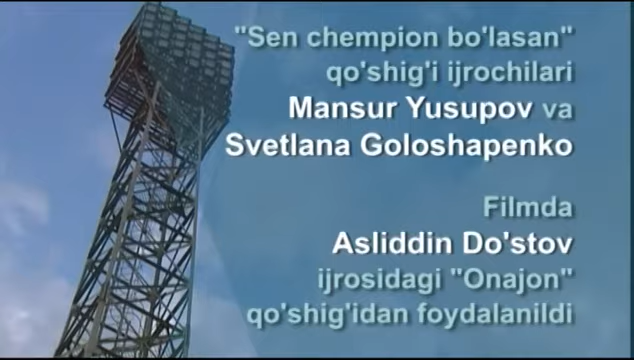 "Sen chempion bo'lasan"
qo'shig'i ijrochilari
Mansur Yusupov va
Svetlana Goloshapenko
Filmda
Asliddin Do'stov
ijrosidagi "Onajon"
qo'shig'idan foydalanildi